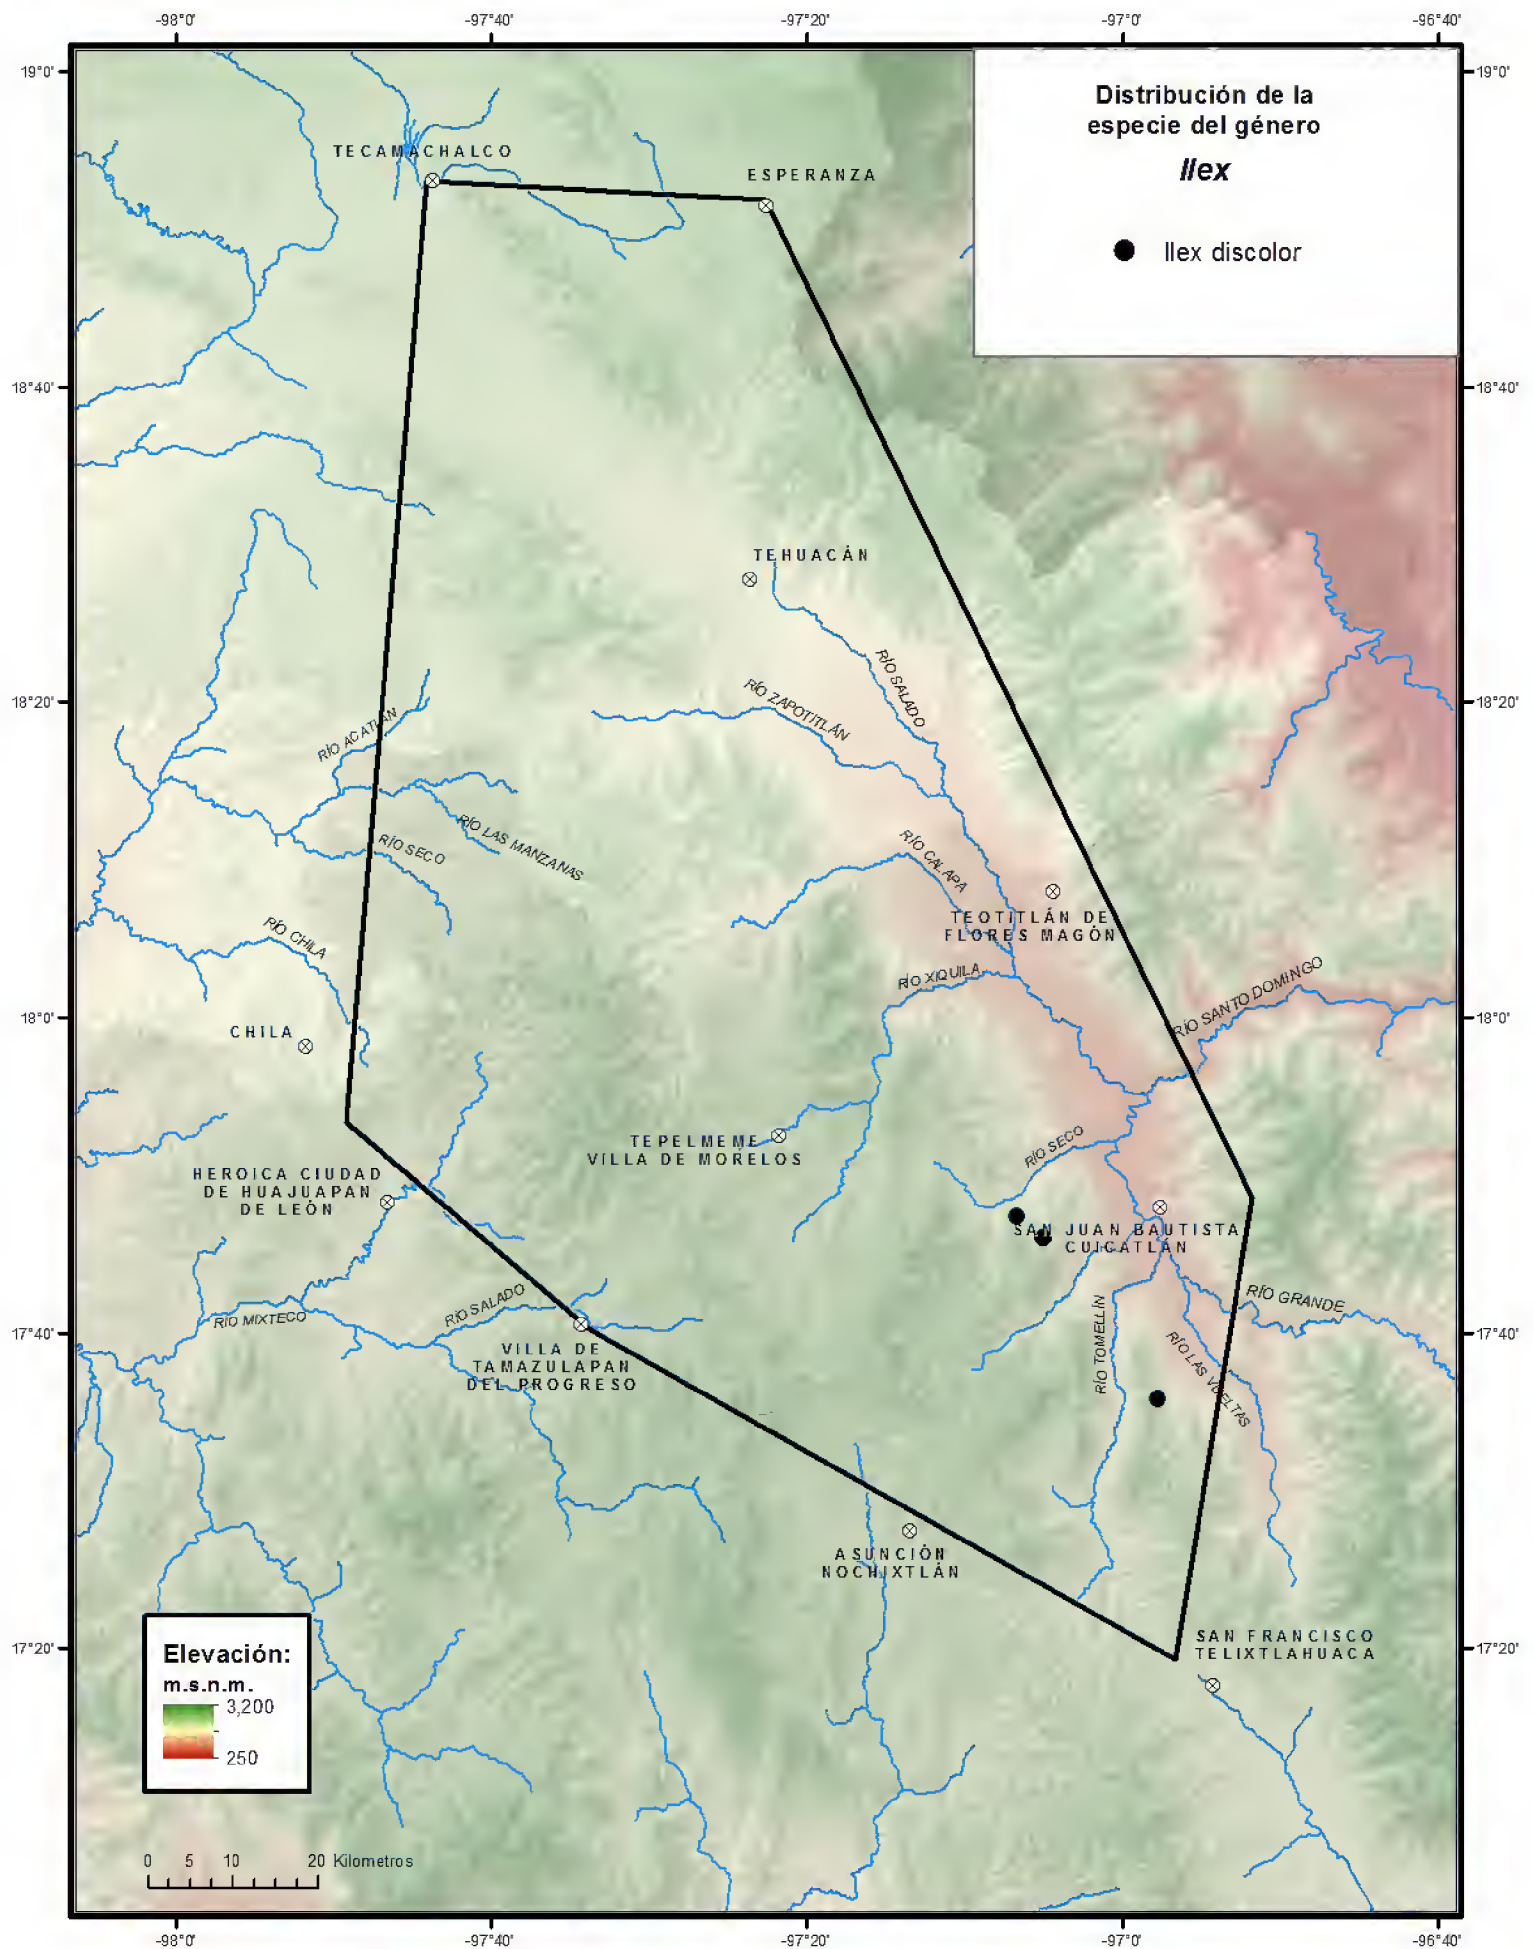 -98°0'
-97°40'
-97°20'
-97°0'
-96°40'
19°0'
19°0'
Distribución de la
especie del género
Ilex
Ilex discolor
TECAMACHALCO
ESPERANZA
18°40'
18°40'
TEHUACÁN
RÍO SALADO
RÍO ZAPOTITLÁN
18°20'
18°20'
RÍO ACATLÁN
RÍO LAS MANZANAS
RÍO SECO
RÍO CALAPA
TEOTITLÁN DE
FLORES MAGÓN
RÍO CHILA
RÍO XIQUILA
RÍO SANTO DOMINGO
18°0'
18°0'
CHILA
TEPELMEME
VILLA DE MORELOS
RÍO SECO
HEROICA CIUDAD
DE HUAJUAPAN
DE LEÓN
SAN JUAN BAUTISTA
CUICATLÁN
RÍO MIXTECO
RÍO SALADO
RÍO GRANDE
RÍO TOMELLÍN
RÍO LAS VUELTAS
17°40'
17°40'
VILLA DE
TAMAZULAPAN
DEL PROGRESO
ASUNCIÓN
NOCHIXTLÁN
SAN FRANCISCO
TELIXTLAHUACA
17°20'
17°20'
Elevación:
m.s.n.m.
3,200
250
0 5 10 20 Kilometros
-98°0'
-97°40'
-97°20'
-97°0'
-96°40'